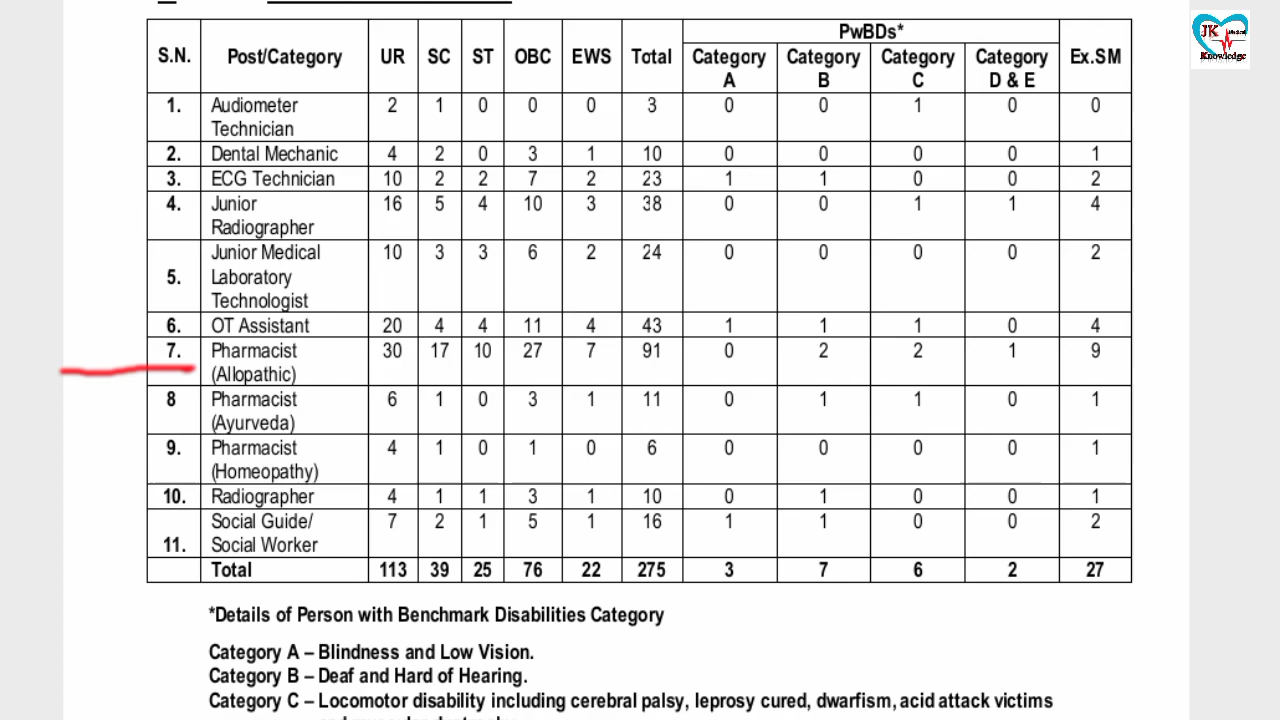 JK
Knowledge
PwBDs*
S.N. Post/Category UR SC ST OBC EWS Total Category A Category B Category C Category D & E Ex.SM
1. Audiometer Technician 2 1 0 0 0 3 0 0 1 0 0
2. Dental Mechanic 4 2 0 3 1 10 0 0 0 0 1
3. ECG Technician 10 2 2 7 2 23 1 1 0 0 2
4. Junior Radiographer 16 5 4 10 3 38 0 0 1 1 4
5. Junior Medical Laboratory Technologist 10 3 3 6 2 24 0 0 0 0 2
6. OT Assistant 20 4 4 11 4 43 1 1 1 0 4
7. Pharmacist (Allopathic) 30 17 10 27 7 91 0 2 2 1 9
8 Pharmacist (Ayurveda) 6 1 0 3 1 11 0 1 1 0 1
9. Pharmacist (Homeopathy) 4 1 0 1 0 6 0 0 0 0 1
10. Radiographer 4 1 1 3 1 10 0 1 0 0 1
11. Social Guide/ Social Worker 7 2 1 5 1 16 1 1 0 0 2
Total 113 39 25 76 22 275 3 7 6 2 27
*Details of Person with Benchmark Disabilities Category
Category A – Blindness and Low Vision.
Category B – Deaf and Hard of Hearing.
Category C – Locomotor disability including cerebral palsy, leprosy cured, dwarfism, acid attack victims